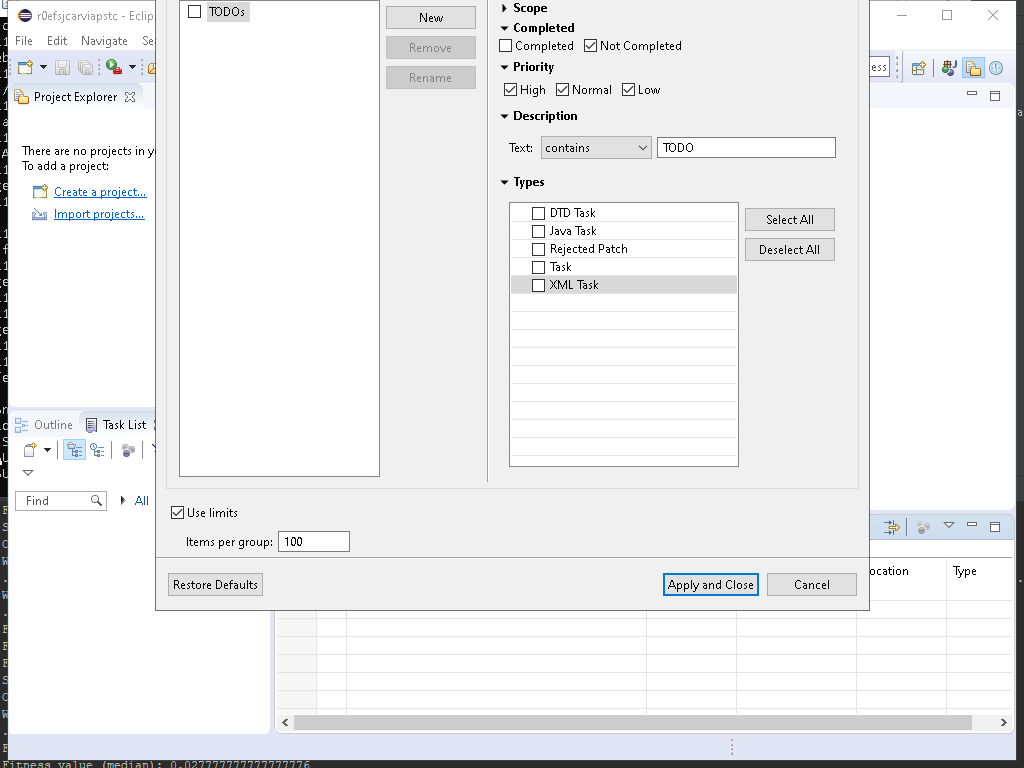 r0efsjcarviapstc - Eclip
File Edit Navigate Se
Project Explorer
There are no projects in y
To add a project:
Create a project...
Import projects...
Outline Task List
Find All
TODOs
New
Remove
Rename
Scope
Completed
Completed Not Completed
Priority
High Normal Low
Description
Text: contains TODO
Types
DTD Task
Java Task
Rejected Patch
Task
XML Task
Select All
Deselect All
Use limits
Items per group: 100
Restore Defaults Apply and Close Cancel
ess
ocation Type
Fitness value (median): 0.027777777777777776